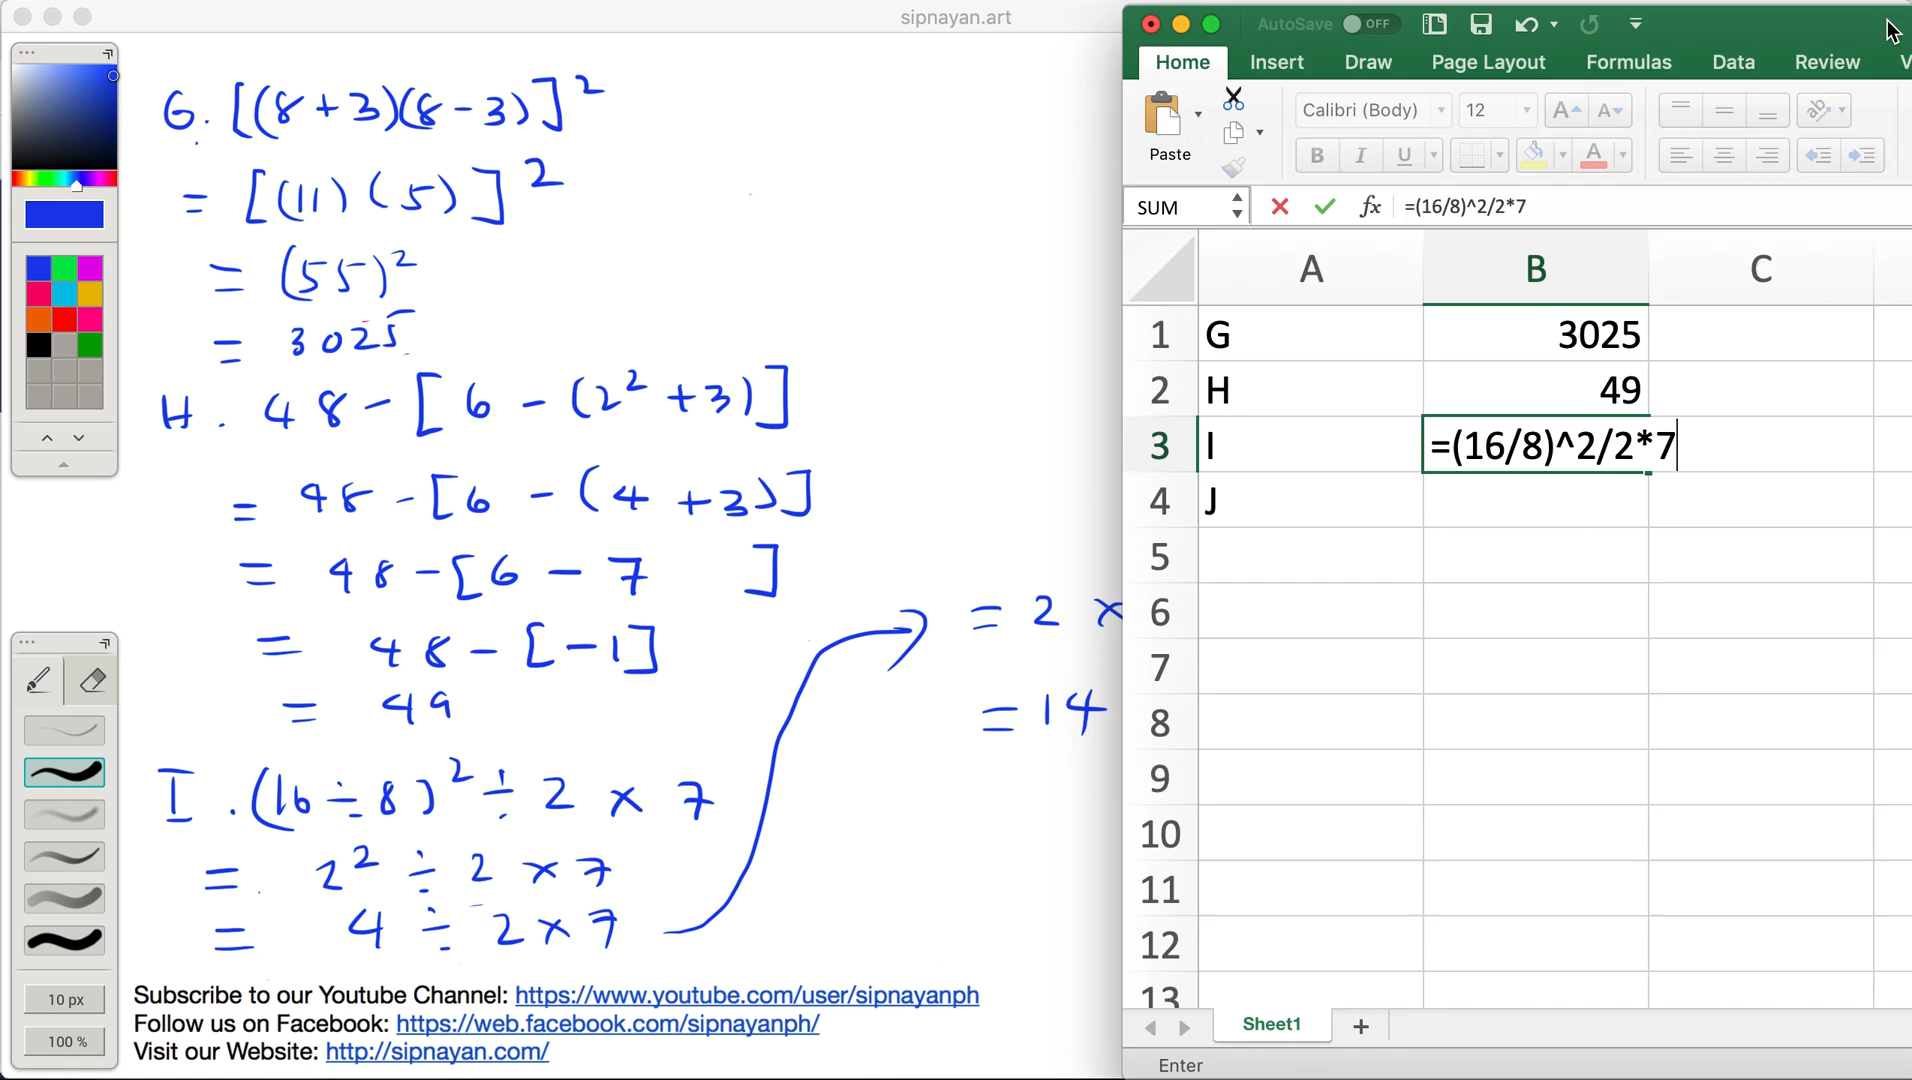 sipnayan.art
G. [(8+3)(8-3)]²
= [(11)(5)]²
= (55)²
= 3025
H. 48 - [6 - (2² + 3)]
= 48 - [6 - (4 + 3)]
= 48 - [6 - 7 ]
= 48 - [-1]
= 49
I. (16 ÷ 8)² ÷ 2 × 7
= 2² ÷ 2 × 7
= 4 ÷ 2 × 7
= 2 ×
= 14
Subscribe to our Youtube Channel: https://www.youtube.com/user/sipnayanph
Follow us on Facebook: https://web.facebook.com/sipnayanph/
Visit our Website: http://sipnayan.com/
10 px
100 %
AutoSave OFF
Home Insert Draw Page Layout Formulas Data Review V
Paste
Calibri (Body) 12 A A
B I U A ab
SUM fx =(16/8)^2/2*7
A B C
1 G 3025
2 H 49
3 I =(16/8)^2/2*7
4 J
5
6
7
8
9
10
11
12
13
Sheet1 +
Enter